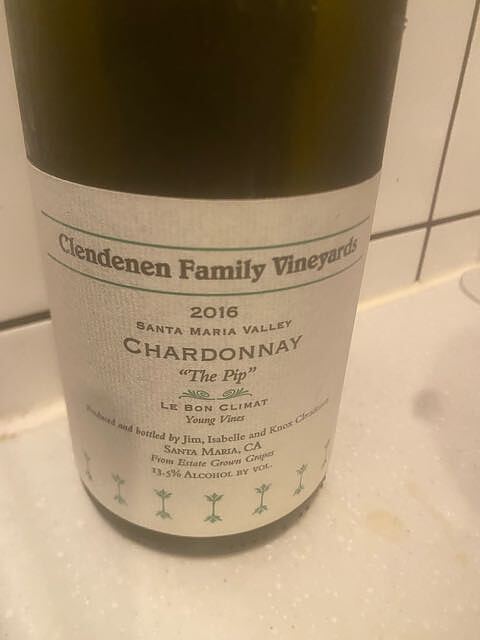 Clendenen Family Vineyards
2016
SANTA MARIA VALLEY
CHARDONNAY
"The Pip"
LE BON CLIMAT
Young Vines
Produced and bottled by Jim, Isabelle and Knox Clendenen
SANTA MARIA, CA
From Estate Grown Grapes
13.5% ALCOHOL BY VOL.